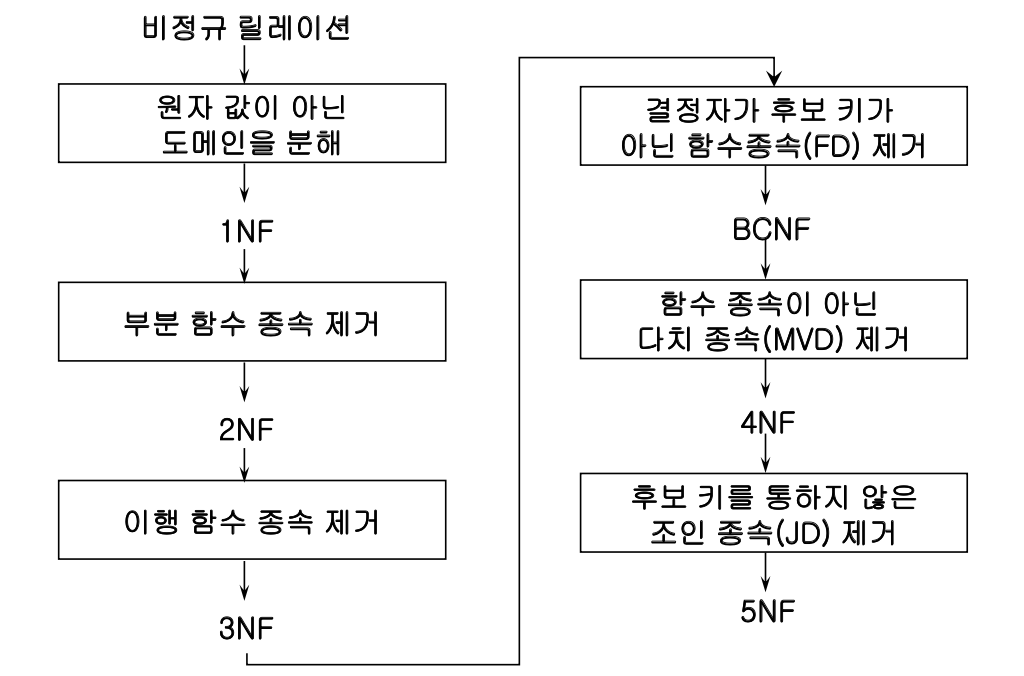 비정규 릴레이션
원자 값이 아닌
도메인을 분해
1NF
부분 함수 종속 제거
2NF
이행 함수 종속 제거
3NF
결정자가 후보 키가
아닌 함수종속(FD) 제거
BCNF
함수 종속이 아닌
다치 종속(MVD) 제거
4NF
후보 키를 통하지 않은
조인 종속(JD) 제거
5NF